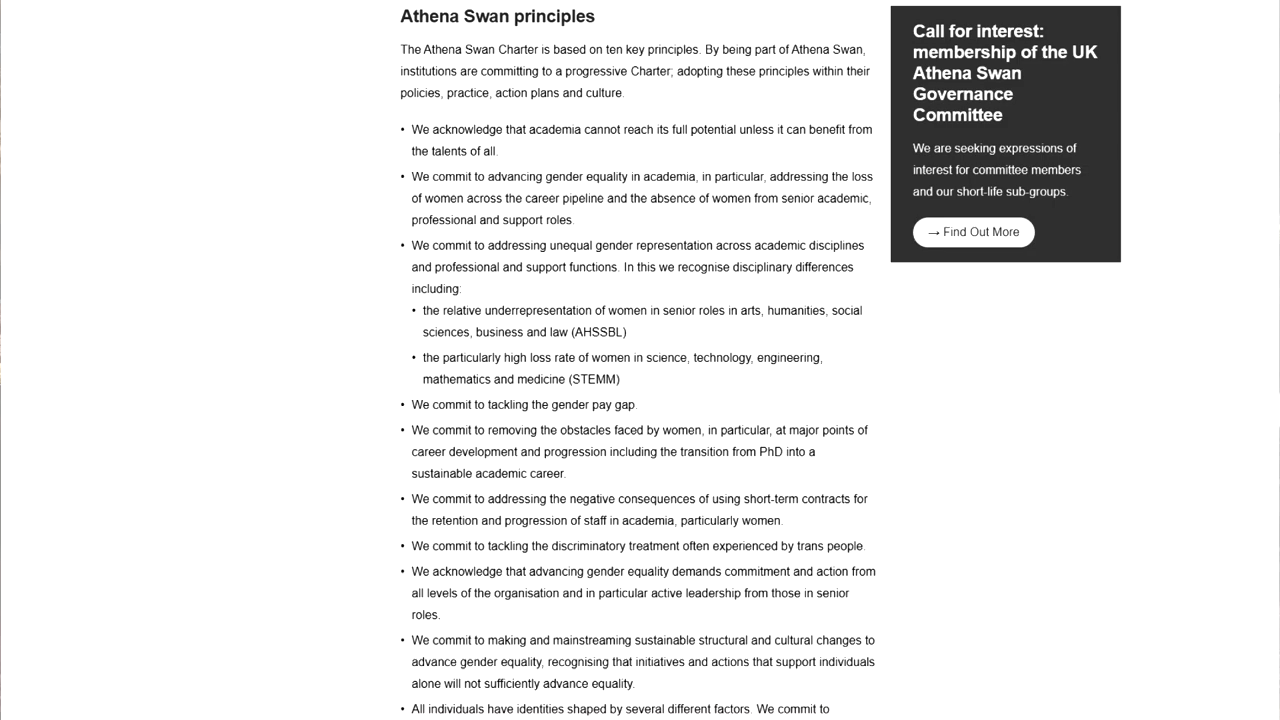 Athena Swan principles
The Athena Swan Charter is based on ten key principles. By being part of Athena Swan,
institutions are committing to a progressive Charter; adopting these principles within their
policies, practice, action plans and culture.
• We acknowledge that academia cannot reach its full potential unless it can benefit from
the talents of all.
• We commit to advancing gender equality in academia, in particular, addressing the loss
of women across the career pipeline and the absence of women from senior academic,
professional and support roles.
• We commit to addressing unequal gender representation across academic disciplines
and professional and support functions. In this we recognise disciplinary differences
including:
• the relative underrepresentation of women in senior roles in arts, humanities, social
sciences, business and law (AHSSBL)
• the particularly high loss rate of women in science, technology, engineering,
mathematics and medicine (STEMM)
• We commit to tackling the gender pay gap.
• We commit to removing the obstacles faced by women, in particular, at major points of
career development and progression including the transition from PhD into a
sustainable academic career.
• We commit to addressing the negative consequences of using short-term contracts for
the retention and progression of staff in academia, particularly women.
• We commit to tackling the discriminatory treatment often experienced by trans people.
• We acknowledge that advancing gender equality demands commitment and action from
all levels of the organisation and in particular active leadership from those in senior
roles.
• We commit to making and mainstreaming sustainable structural and cultural changes to
advance gender equality, recognising that initiatives and actions that support individuals
alone will not sufficiently advance equality.
• All individuals have identities shaped by several different factors. We commit to
Call for interest:
membership of the UK
Athena Swan
Governance
Committee
We are seeking expressions of
interest for committee members
and our short-life sub-groups.
→ Find Out More